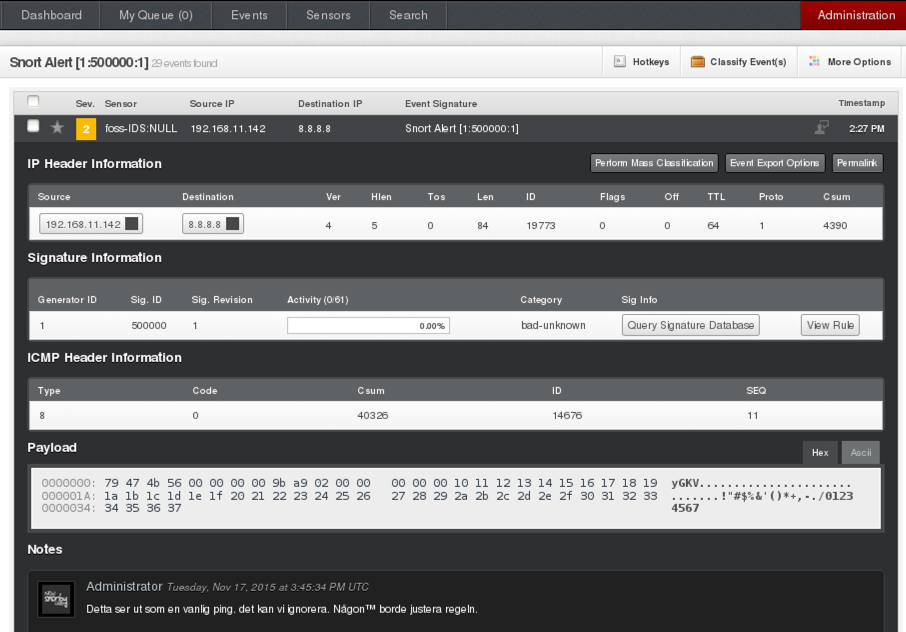 Dashboard My Queue (0) Events Sensors Search Administration
Snort Alert [1:500000:1] 29 events found Hotkeys Classify Event(s) More Options
Sev. Sensor Source IP Destination IP Event Signature Timestamp
2 foss-IDS:NULL 192.168.11.142 8.8.8.8 Snort Alert [1:500000:1] 2:27 PM
IP Header Information Perform Mass Classification Event Export Options Permalink
Source Destination Ver Hlen Tos Len ID Flags Off TTL Proto Csum
192.168.11.142 8.8.8.8 4 5 0 84 19773 0 0 64 1 4390
Signature Information
Generator ID Sig. ID Sig. Revision Activity (0/61) Category Sig Info
1 500000 1 0.00% bad-unknown Query Signature Database View Rule
ICMP Header Information
Type Code Csum ID SEQ
8 0 40326 14676 11
Payload Hex Ascii
0000000: 79 47 4b 56 00 00 00 00 9b a9 02 00 00 00 00 00 10 11 12 13 14 15 16 17 18 19 yGKV......................
000001A: 1a 1b 1c 1d 1e 1f 20 21 22 23 24 25 26 27 28 29 2a 2b 2c 2d 2e 2f 30 31 32 33 .......!"#$%&'()*+,-./0123
0000034: 34 35 36 37 4567
Notes
Administrator Tuesday, Nov 17, 2015 at 3:45:34 PM UTC
Detta ser ut som en vanlig ping, det kan vi ignorera. Någon™ borde justera regeln.